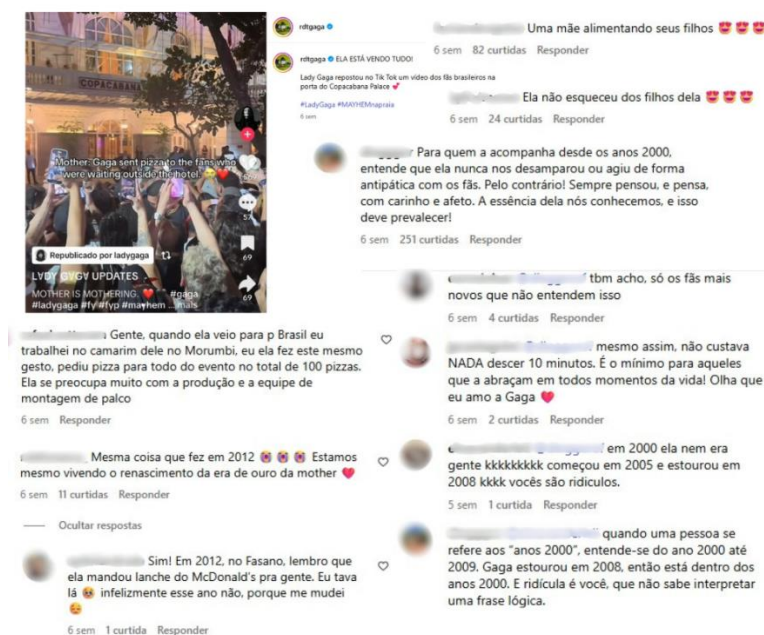 COPACABANA
Mother: Gaga sent pizza to the fans who
were waiting outside the hotel. 🥹❤️
57
69
69
Republicado por ladygaga
LⱯDY GⱯGⱯ UPDATES
MOTHER IS MOTHERING. ❤️ #gaga
#ladygaga #fy #fyp #mayhem ...mais
rdtgaga
rdtgaga ELA ESTÁ VENDO TUDO!
Lady Gaga repostou no Tik Tok um vídeo dos fãs brasileiros na
porta do Copacabana Palace 💕
#LadyGaga #MAYHEMnapraia
6 sem
Uma mãe alimentando seus filhos 😍😍😍
6 sem 82 curtidas Responder
Ela não esqueceu dos filhos dela 😍😍😍
6 sem 24 curtidas Responder
Para quem a acompanha desde os anos 2000,
entende que ela nunca nos desamparou ou agiu de forma
antipática com os fãs. Pelo contrário! Sempre pensou, e pensa,
com carinho e afeto. A essência dela nós conhecemos, e isso
deve prevalecer!
6 sem 251 curtidas Responder
tbm acho, só os fãs mais
novos que não entendem isso
6 sem 4 curtidas Responder
mesmo assim, não custava
NADA descer 10 minutos. É o mínimo para aqueles
que a abraçam em todos momentos da vida! Olha que
eu amo a Gaga ❤️
6 sem 2 curtidas Responder
em 2000 ela nem era
gente kkkkkkkkk começou em 2005 e estourou em
2008 kkkk vocês são ridiculos.
5 sem 1 curtida Responder
quando uma pessoa se
refere aos "anos 2000", entende-se do ano 2000 até
2009. Gaga estourou em 2008, então está dentro dos
anos 2000. E ridícula é você, que não sabe interpretar
uma frase lógica.
Gente, quando ela veio para p Brasil eu
trabalhei no camarim dele no Morumbi, eu ela fez este mesmo
gesto, pediu pizza para todo do evento no total de 100 pizzas.
Ela se preocupa muito com a produção e a equipe de
montagem de palco
6 sem Responder
Mesma coisa que fez em 2012 😭😭😭 Estamos
mesmo vivendo o renascimento da era de ouro da mother ❤️
6 sem 11 curtidas Responder
Ocultar respostas
Sim! Em 2012, no Fasano, lembro que
ela mandou lanche do McDonald's pra gente. Eu tava
lá 🥹 infelizmente esse ano não, porque me mudei
😥
6 sem 1 curtida Responder